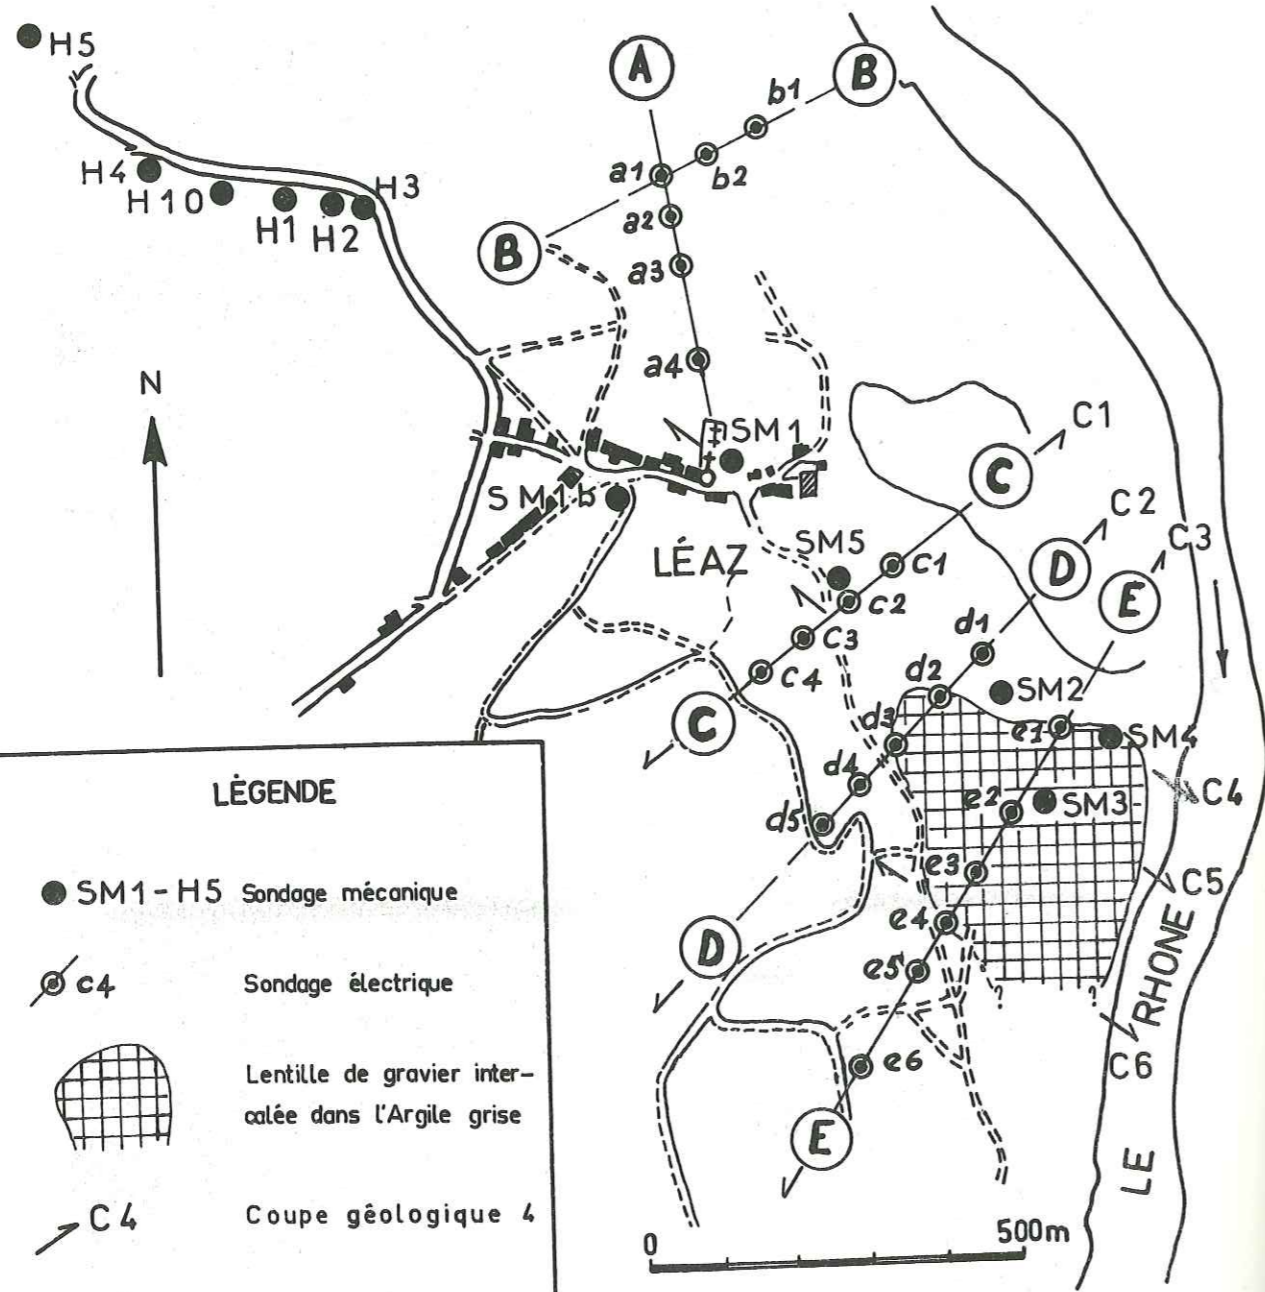 H5
A
B
b1
b2
a1
H4
H10
H1
H2
H3
a2
B
a3
a4
N
SM1
C1
C
SM1b
C2
C3
LÉAZ
SM5
c1
D
E
c2
c3
d1
c4
d2
SM2
C
d3
e1
SM4
d4
C4
e2
SM3
d5
e3
C5
e4
D
e5
LE RHONE
C6
e6
E
0
500m
LÈGENDE
SM1-H5 Sondage mécanique
c4 Sondage électrique
Lentille de gravier inter-
calée dans l'Argile grise
C4 Coupe géologique 4
?
?